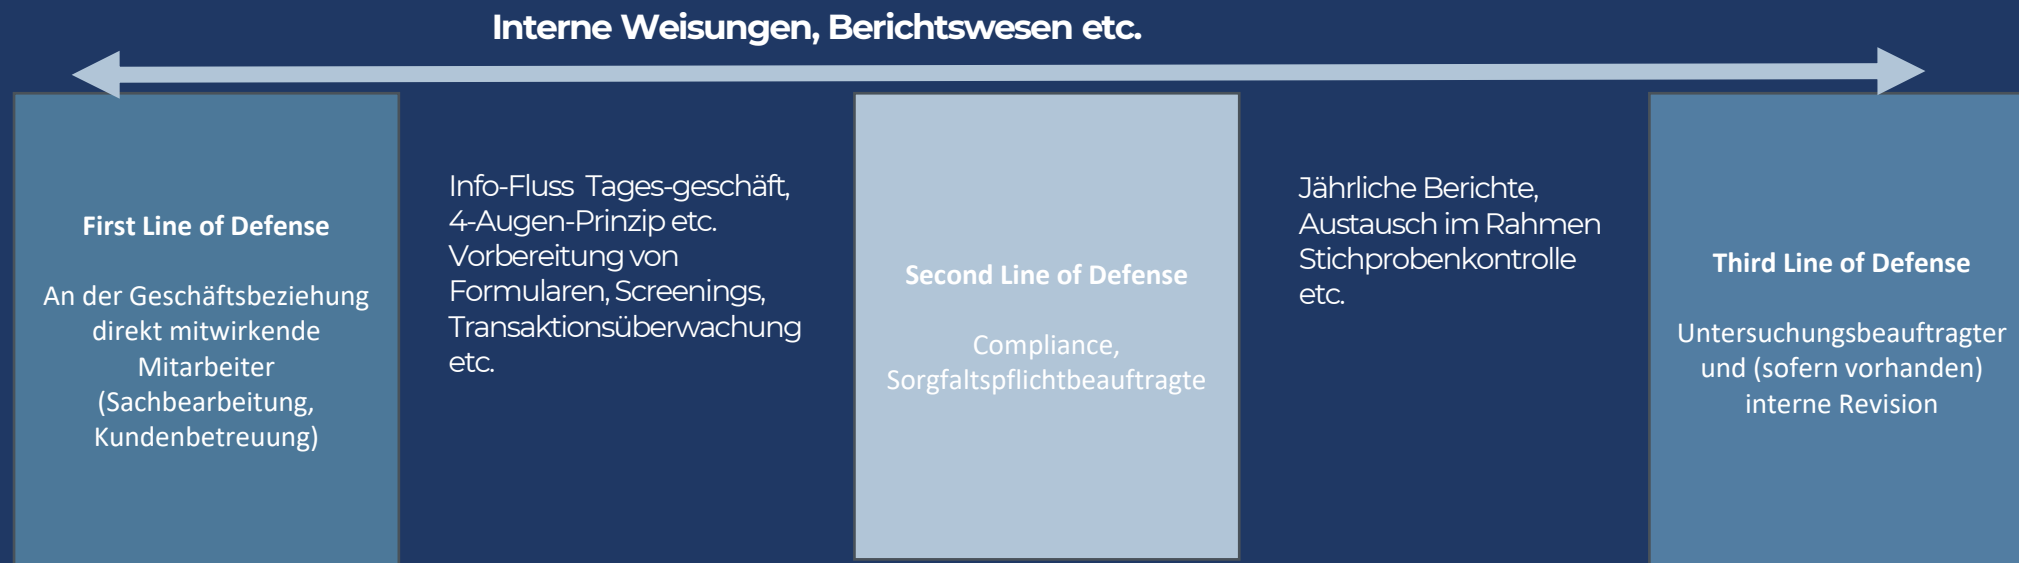 Interne Weisungen, Berichtswesen etc.
First Line of Defense
An der Geschäftsbeziehung
direkt mitwirkende
Mitarbeiter
(Sachbearbeitung,
Kundenbetreuung)
Info-Fluss Tages-geschäft,
4-Augen-Prinzip etc.
Vorbereitung von
Formularen, Screenings,
Transaktionsüberwachung
etc.
Second Line of Defense
Compliance,
Sorgfaltspflichtbeauftragte
Jährliche Berichte,
Austausch im Rahmen
Stichprobenkontrolle
etc.
Third Line of Defense
Untersuchungsbeauftragter
und (sofern vorhanden)
interne Revision